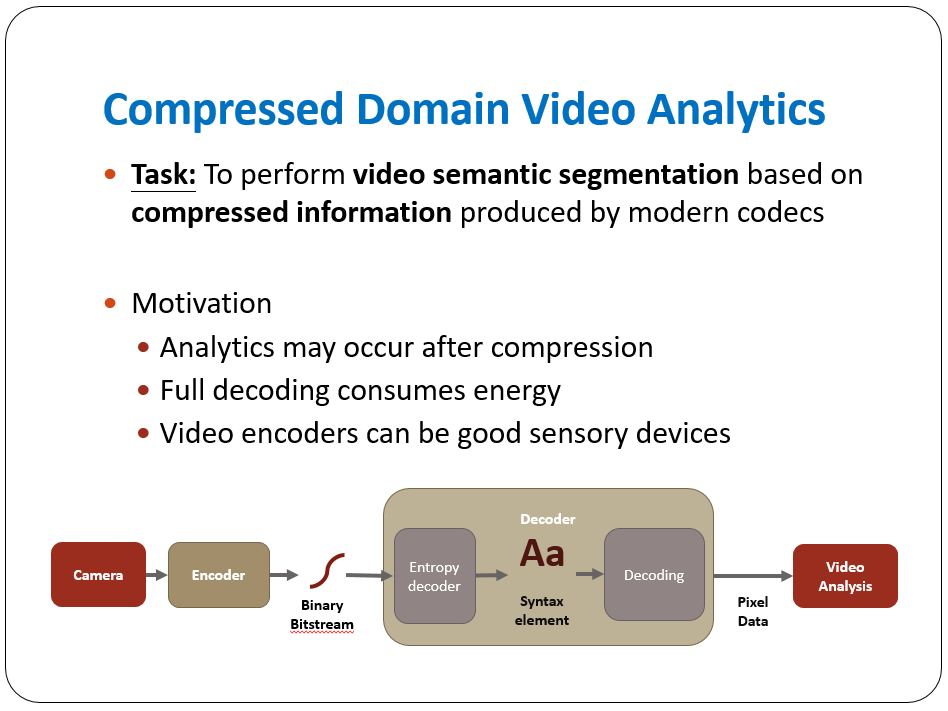 Compressed Domain Video Analytics
Task: To perform video semantic segmentation based on
compressed information produced by modern codecs
Motivation
Analytics may occur after compression
Full decoding consumes energy
Video encoders can be good sensory devices
Camera
Encoder
Binary
Bitstream
Decoder
Entropy
decoder
Aa
Syntax
element
Decoding
Pixel
Data
Video
Analysis